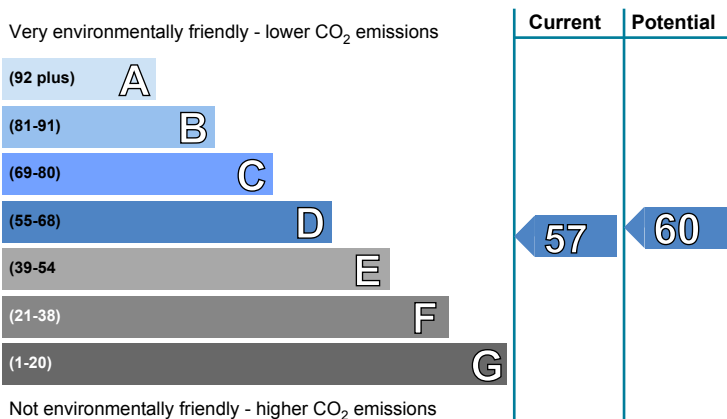 Very environmentally friendly - lower CO2 emissions
Current
Potential
(92 plus) A
(81-91) B
(69-80) C
(55-68) D
57
60
(39-54 E
(21-38) F
(1-20) G
Not environmentally friendly - higher CO2 emissions